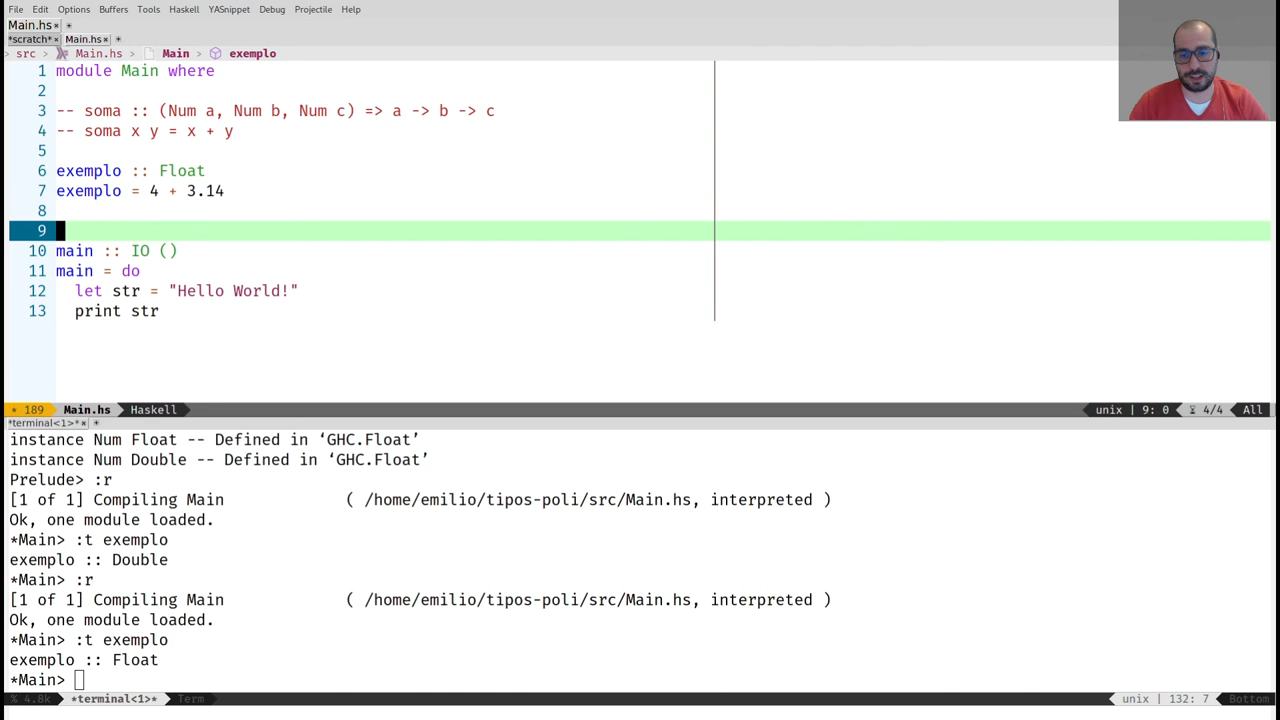 File Edit Options Buffers Tools Haskell YASnippet Debug Projectile Help
Main.hs
*scratch* Main.hs
> src > Main.hs > Main > exemplo
1 module Main where
2
3 -- soma :: (Num a, Num b, Num c) => a -> b -> c
4 -- soma x y = x + y
5
6 exemplo :: Float
7 exemplo = 4 + 3.14
8
9
10 main :: IO ()
11 main = do
12 let str = "Hello World!"
13 print str
* 189 Main.hs Haskell unix | 9: 0 4/4 All
*terminal<1>*
instance Num Float -- Defined in ‘GHC.Float’
instance Num Double -- Defined in ‘GHC.Float’
Prelude> :r
[1 of 1] Compiling Main ( /home/emilio/tipos-poli/src/Main.hs, interpreted )
Ok, one module loaded.
*Main> :t exemplo
exemplo :: Double
*Main> :r
[1 of 1] Compiling Main ( /home/emilio/tipos-poli/src/Main.hs, interpreted )
Ok, one module loaded.
*Main> :t exemplo
exemplo :: Float
*Main>
% 4.8k *terminal<1>* Term unix | 132: 7 Bottom